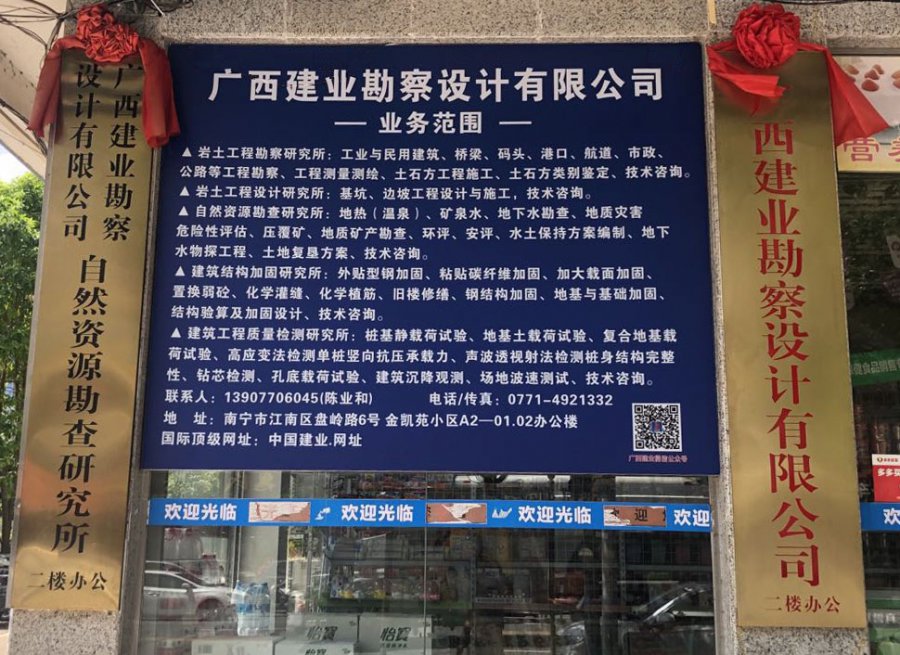 广西建业勘察
设计有限公司
自然资源勘查研究所
二楼办公
广西建业勘察设计有限公司
— 业务范围 —
▲岩土工程勘察研究所：工业与民用建筑、桥梁、码头、港口、航道、市政、
公路等工程勘察、工程测量测绘、土石方工程施工、土石方类别鉴定、技术咨询。
▲岩土工程设计研究所：基坑、边坡工程设计与施工，技术咨询。
▲自然资源勘查研究所：地热（温泉）、矿泉水、地下水勘查、地质灾害
危险性评估、压覆矿、地质矿产勘查、环评、安评、水土保持方案编制、地下
水物探工程、土地复垦方案、技术咨询。
▲建筑结构加固研究所：外贴型钢加固、粘贴碳纤维加固、加大载面加固、
置换弱砼、化学灌缝、化学植筋、旧楼修缮、钢结构加固、地基与基础加固、
结构验算及加固设计、技术咨询。
▲建筑工程质量检测研究所：桩基静载荷试验、地基土载荷试验、复合地基载
荷试验、高应变法检测单桩竖向抗压承载力、声波透视射法检测桩身结构完整
性、钻芯检测、孔底载荷试验、建筑沉降观测、场地波速测试、技术咨询。
联系人：13907706045(陈业和) 电话/传真：0771-4921332
地 址：南宁市江南区盘岭路6号 金凯苑小区A2—01.02办公楼
国际顶级网址：中国建业.网址
广西建业微信公众号
西建业勘察设计有限公司
二楼办公
欢迎光临 欢迎光临 欢迎光临 迎 欢迎
欢迎
怡寶 怡寶
营
多多买